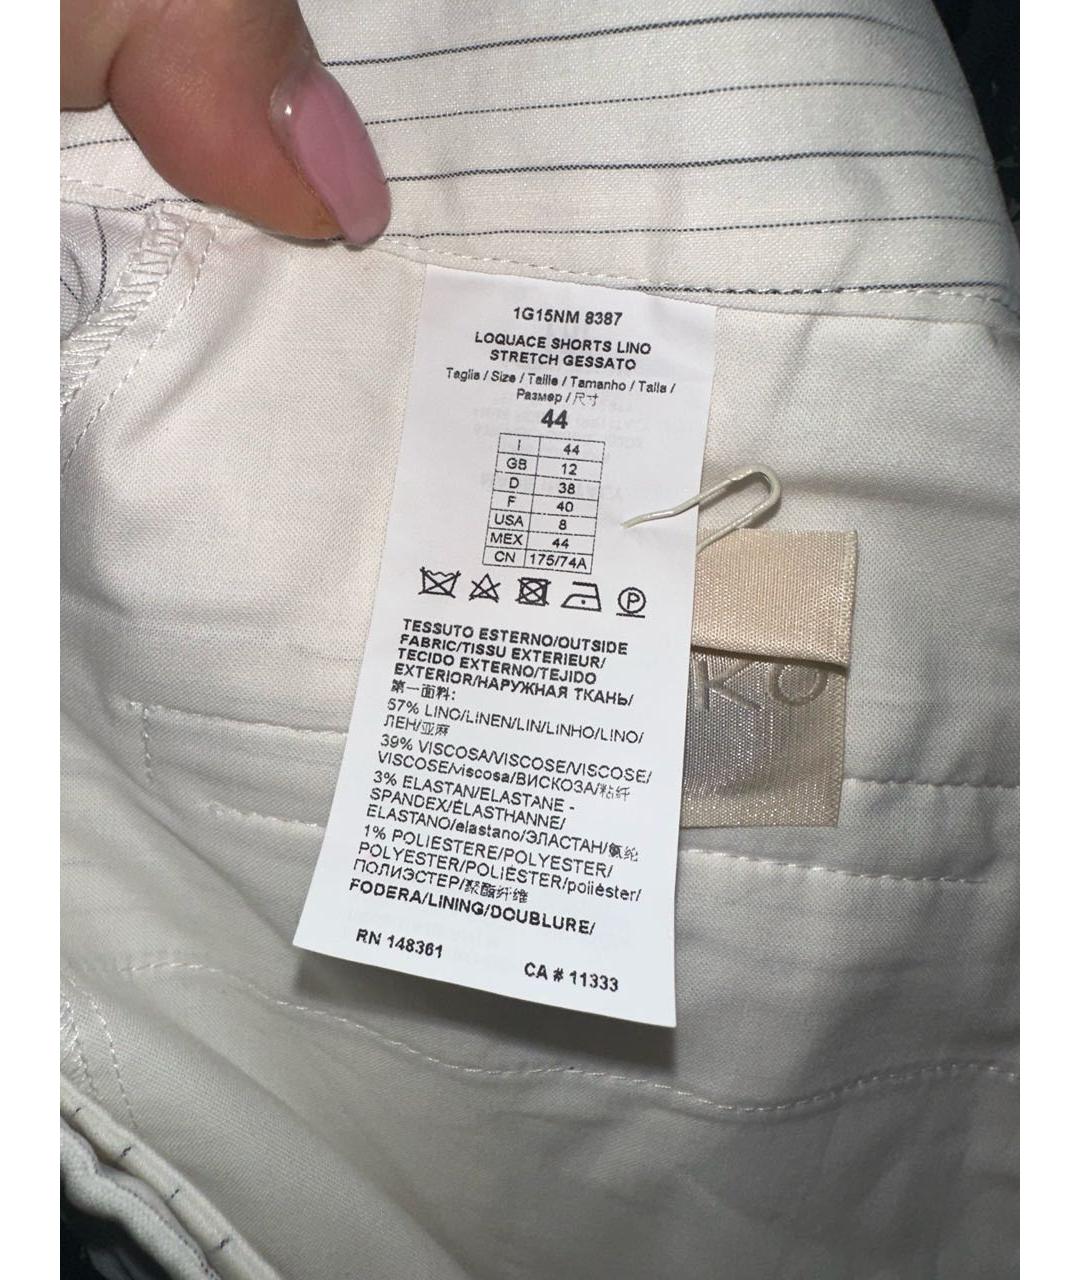 1G15NM 8387
LOQUACE SHORTS LINO
STRETCH GESSATO
Taglia / Size / Taille / Tamanho / Talla /
Размер / 尺寸
44
I 44
GB 12
D 38
F 40
USA 8
MEX 44
CN 175/74A
P
TESSUTO ESTERNO/OUTSIDE
FABRIC/TISSU EXTERIEUR/
TECIDO EXTERNO/TEJIDO
EXTERIOR/НАРУЖНАЯ ТКАНЬ/
第一面料:
57% LINO/LINEN/LIN/LINHO/LINO/
ЛЕН/亚麻
39% VISCOSA/VISCOSE/VISCOSE/
VISCOSE/viscosa/ВИСКОЗА/粘纤
3% ELASTAN/ELASTANE -
SPANDEX/ÉLASTHANNE/
ELASTANO/elastano/ЭЛАСТАН/氨纶
1% POLIESTERE/POLYESTER/
POLYESTER/POLIÉSTER/poliéster/
ПОЛИЭСТЕР/聚酯纤维
FODERA/LINING/DOUBLURE/
RN 148361
CA # 11333
KO